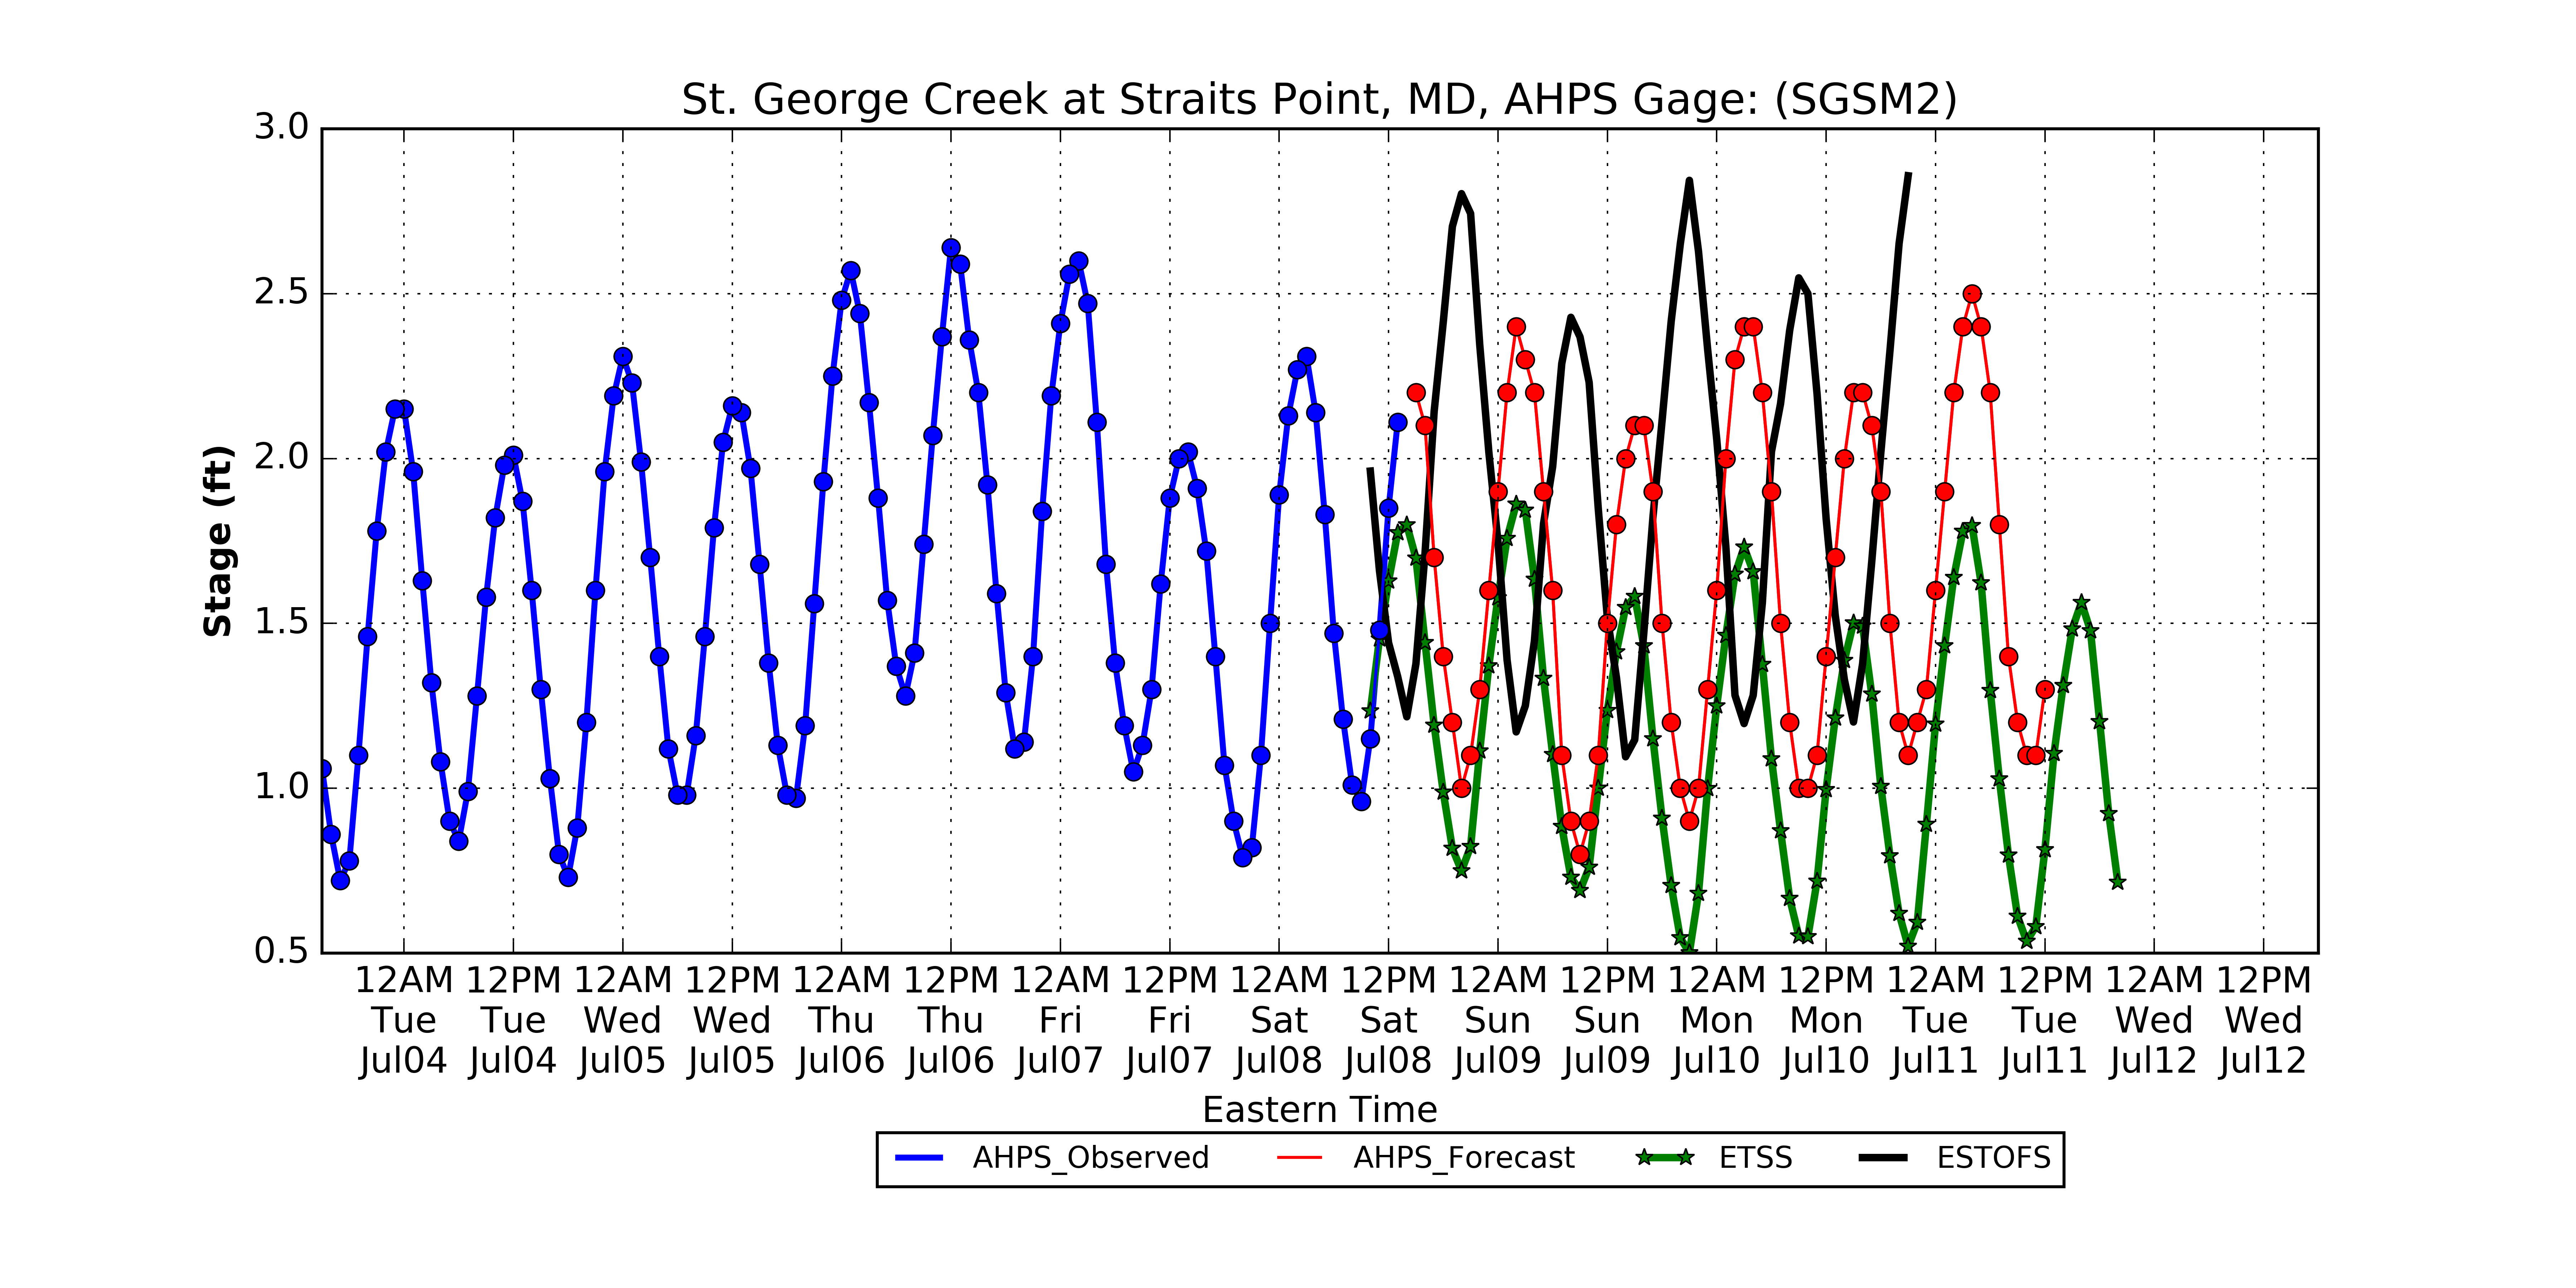 St. George Creek at Straits Point, MD, AHPS Gage: (SGSM2)
3.0
2.5
2.0
1.5
1.0
0.5
Stage (ft)
12AM 12PM 12AM 12PM 12AM 12PM 12AM 12PM 12AM 12PM 12AM 12PM 12AM 12PM 12AM 12PM 12AM 12PM
Tue Tue Wed Wed Thu Thu Fri Fri Sat Sat Sun Sun Mon Mon Tue Tue Wed Wed
Jul04 Jul04 Jul05 Jul05 Jul06 Jul06 Jul07 Jul07 Jul08 Jul08 Jul09 Jul09 Jul10 Jul10 Jul11 Jul11 Jul12 Jul12
Eastern Time
AHPS_Observed AHPS_Forecast ETSS ESTOFS